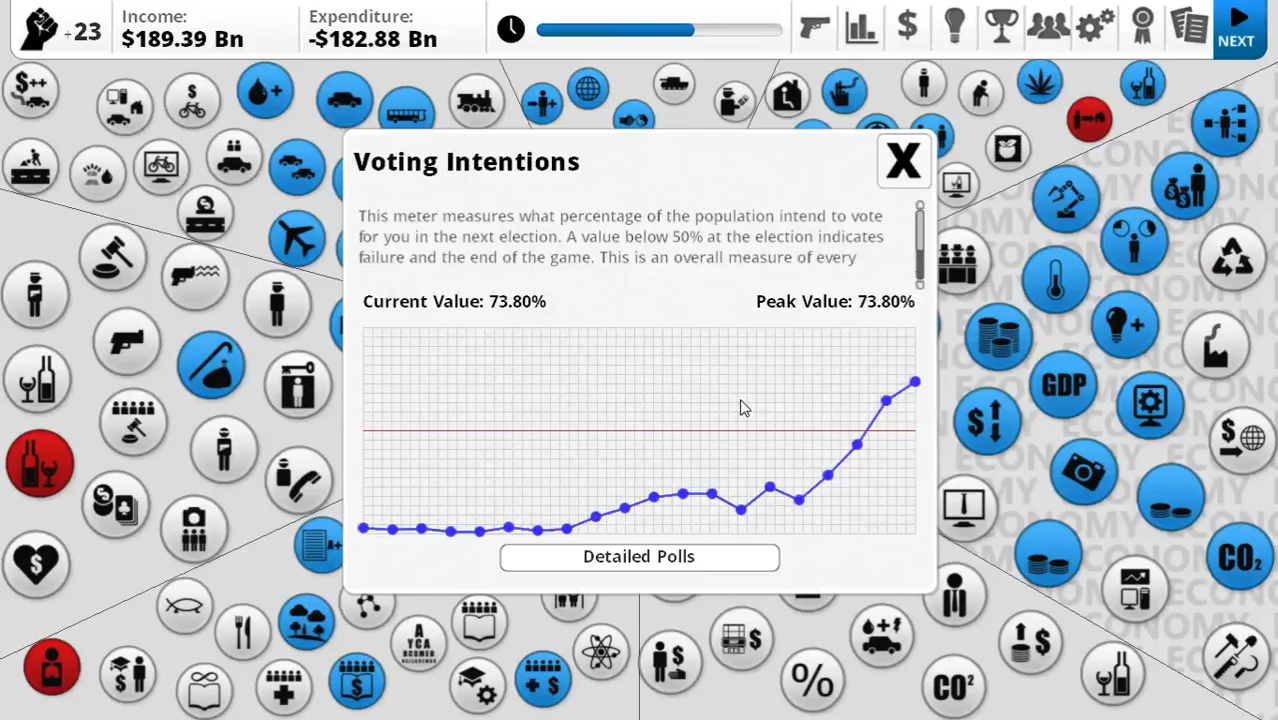 +23
Income:
$189.39 Bn
Expenditure:
-$182.88 Bn
$
NEXT
$++
$
Voting Intentions
X
This meter measures what percentage of the population intend to vote
for you in the next election. A value below 50% at the election indicates
failure and the end of the game. This is an overall measure of every
Current Value: 73.80%
Peak Value: 73.80%
Detailed Polls
ECONOMY
GDP
$
$
CO₂
A
YCA
$
$
$
$
%
CO²
$